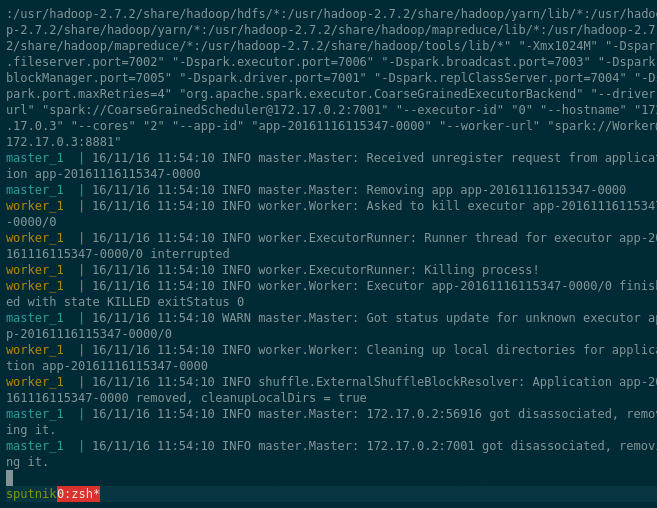 :/usr/hadoop-2.7.2/share/hadoop/hdfs/*:/usr/hadoop-2.7.2/share/hadoop/yarn/lib/*:/usr/hado
p-2.7.2/share/hadoop/yarn/*:/usr/hadoop-2.7.2/share/hadoop/mapreduce/lib/*:/usr/hadoop-2.7.
2/share/hadoop/mapreduce/*:/usr/hadoop-2.7.2/share/hadoop/tools/lib/*" "-Xmx1024M" "-Dspar
.fileserver.port=7002" "-Dspark.executor.port=7006" "-Dspark.broadcast.port=7003" "-Dspark
blockManager.port=7005" "-Dspark.driver.port=7001" "-Dspark.replClassServer.port=7004" "-D
park.port.maxRetries=4" "org.apache.spark.executor.CoarseGrainedExecutorBackend" "--driver
url" "spark://CoarseGrainedScheduler@172.17.0.2:7001" "--executor-id" "0" "--hostname" "17
.17.0.3" "--cores" "2" "--app-id" "app-20161116115347-0000" "--worker-url" "spark://Worker
172.17.0.3:8881"
master_1 | 16/11/16 11:54:10 INFO master.Master: Received unregister request from applicat
ion app-20161116115347-0000
master_1 | 16/11/16 11:54:10 INFO master.Master: Removing app app-20161116115347-0000
worker_1 | 16/11/16 11:54:10 INFO worker.Worker: Asked to kill executor app-20161116115347
-0000/0
worker_1 | 16/11/16 11:54:10 INFO worker.ExecutorRunner: Runner thread for executor app-20
161116115347-0000/0 interrupted
worker_1 | 16/11/16 11:54:10 INFO worker.ExecutorRunner: Killing process!
worker_1 | 16/11/16 11:54:10 INFO worker.Worker: Executor app-20161116115347-0000/0 finish
ed with state KILLED exitStatus 0
master_1 | 16/11/16 11:54:10 WARN master.Master: Got status update for unknown executor ap
p-20161116115347-0000/0
worker_1 | 16/11/16 11:54:10 INFO worker.Worker: Cleaning up local directories for applica
tion app-20161116115347-0000
worker_1 | 16/11/16 11:54:10 INFO shuffle.ExternalShuffleBlockResolver: Application app-20
161116115347-0000 removed, cleanupLocalDirs = true
master_1 | 16/11/16 11:54:10 INFO master.Master: 172.17.0.2:56916 got disassociated, remov
ing it.
master_1 | 16/11/16 11:54:10 INFO master.Master: 172.17.0.2:7001 got disassociated, removi
ng it.
sputnik 0:zsh*